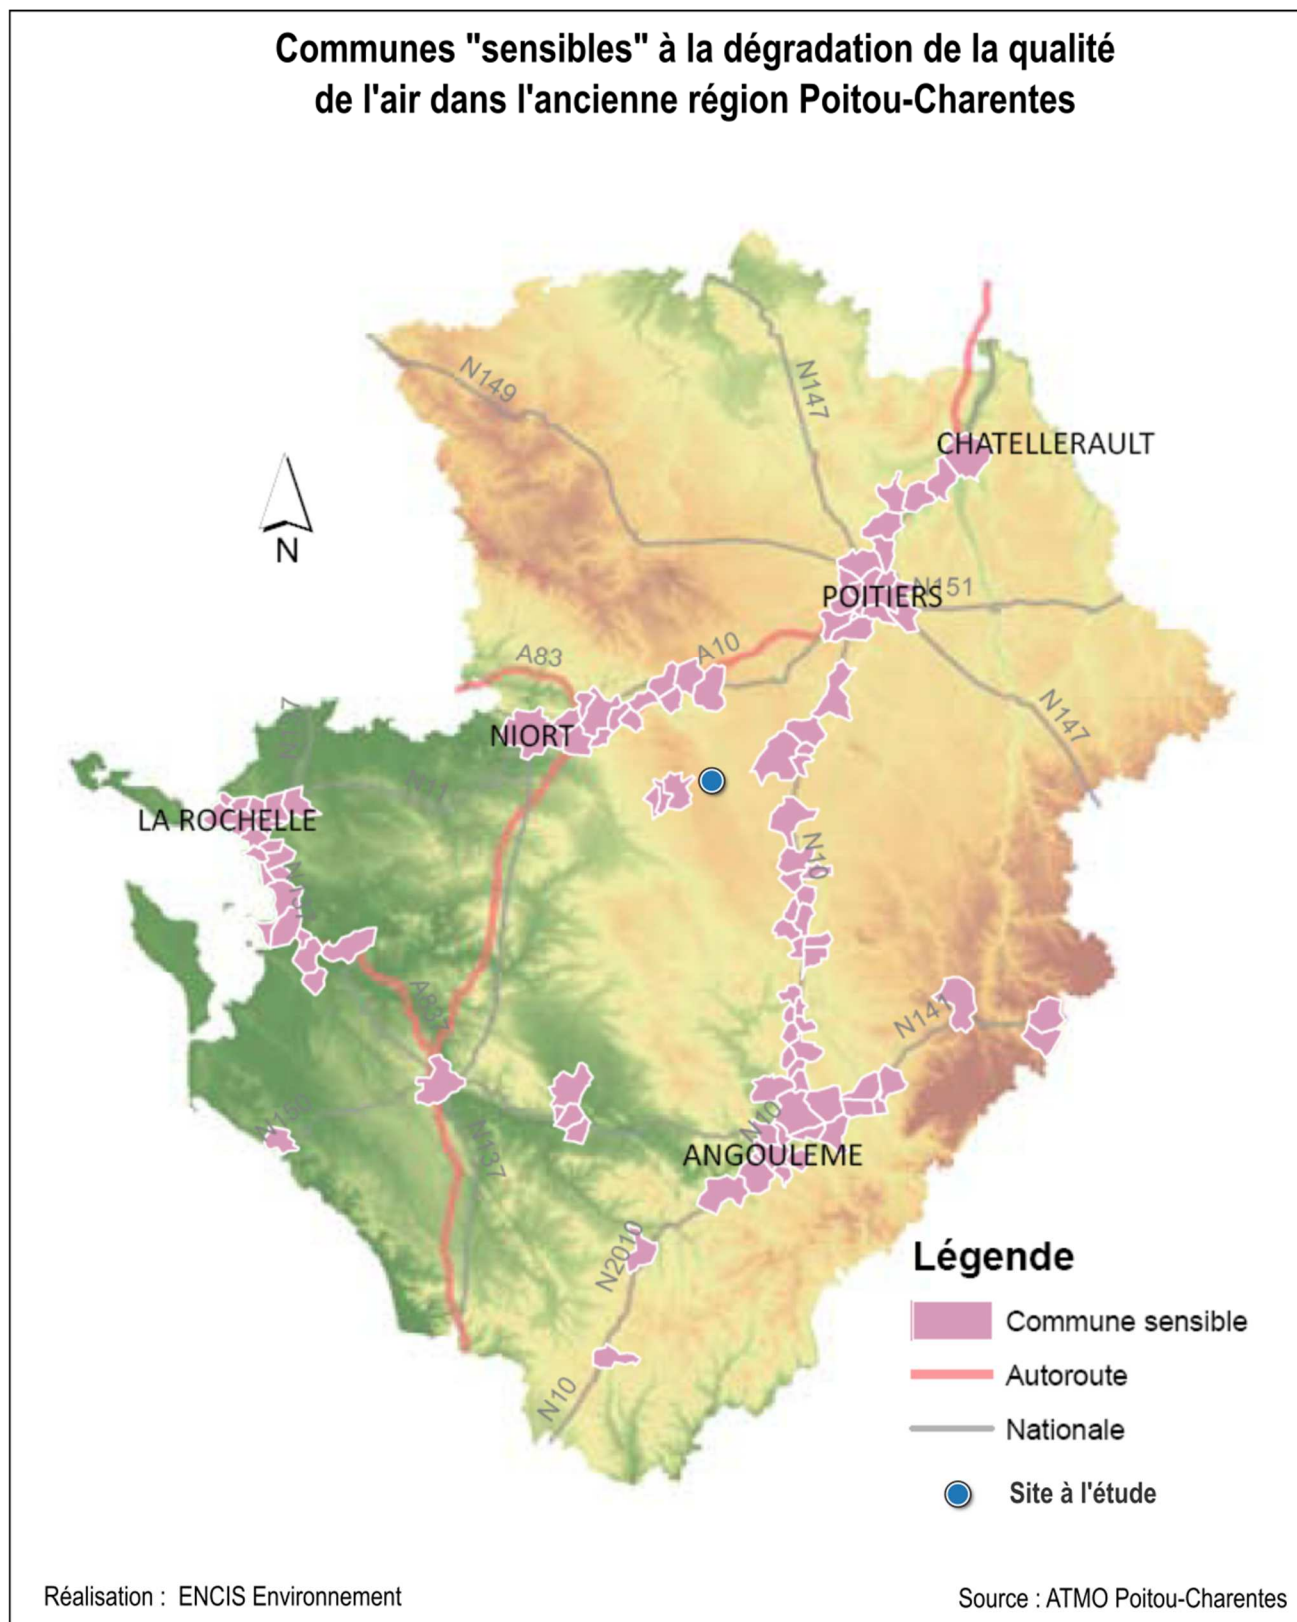 Communes "sensibles" à la dégradation de la qualité
de l'air dans l'ancienne région Poitou-Charentes
N149
N147
CHATELLERAULT
N
N151
POITIERS
A10
A83
N147
NIORT
N11
LA ROCHELLE
N10
A837
N141
N150
N10
N137
ANGOULEME
N2010
N10
Légende
Commune sensible
Autoroute
Nationale
Site à l'étude
Réalisation : ENCIS Environnement
Source : ATMO Poitou-Charentes